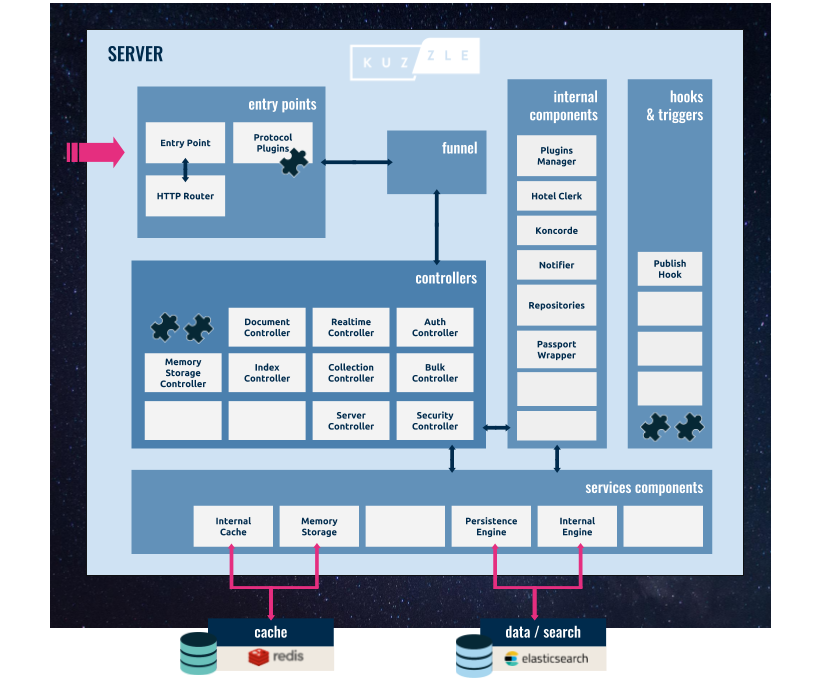 SERVER
KUZZLE
entry points
Entry Point
Protocol
Plugins
HTTP Router
funnel
internal
components
Plugins
Manager
Hotel Clerk
Koncorde
Notifier
Repositories
Passport
Wrapper
hooks
& triggers
Publish
Hook
controllers
Document
Controller
Realtime
Controller
Auth
Controller
Memory
Storage
Controller
Index
Controller
Collection
Controller
Bulk
Controller
Server
Controller
Security
Controller
services components
Internal
Cache
Memory
Storage
Persistence
Engine
Internal
Engine
cache
redis
data / search
elasticsearch